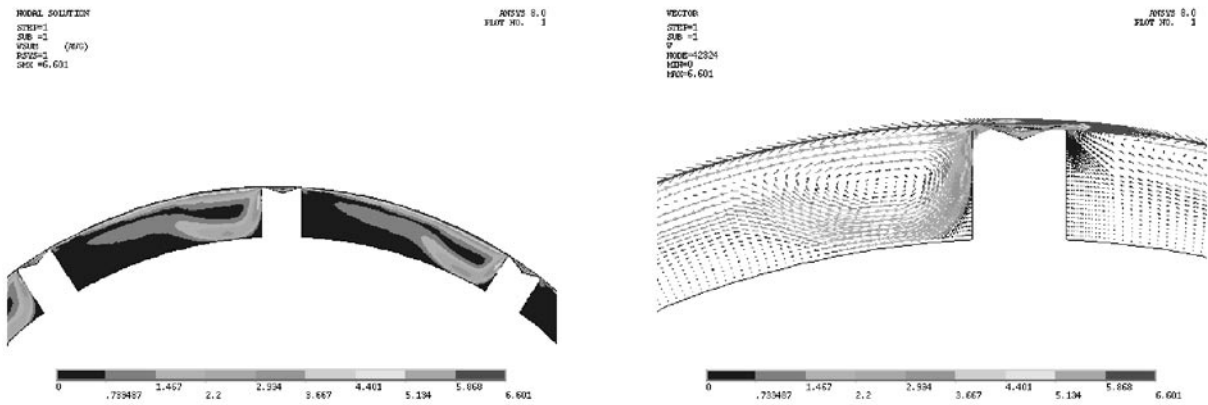 NODAL SOLUTION
STEP=1
SUB =1
VSUM (AVG)
RSYS=1
SMX =6.601
ANSYS 8.0
PLOT NO. 1
0 1.467 2.934 4.401 5.868
.733487 2.2 3.667 5.134 6.601
VECTOR
STEP=1
SUB =1
V
NODE=42824
MIN=0
MAX=6.601
ANSYS 8.0
PLOT NO. 1
0 1.467 2.934 4.401 5.868
.733487 2.2 3.667 5.134 6.601